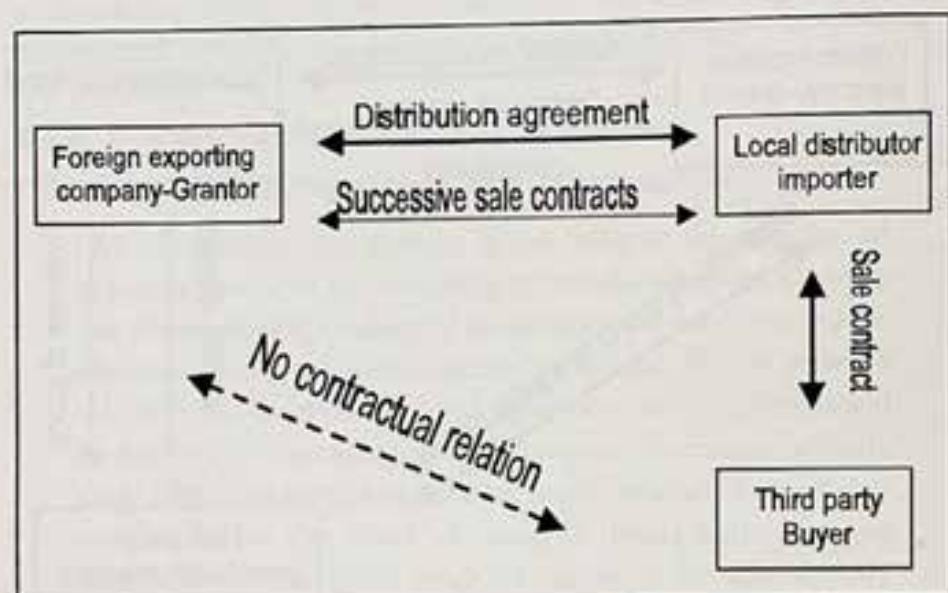 Distribution agreement
Foreign exporting
company-Grantor
Local distributor
importer
Successive sale contracts
Sale contract
No contractual relation
Third party
Buyer